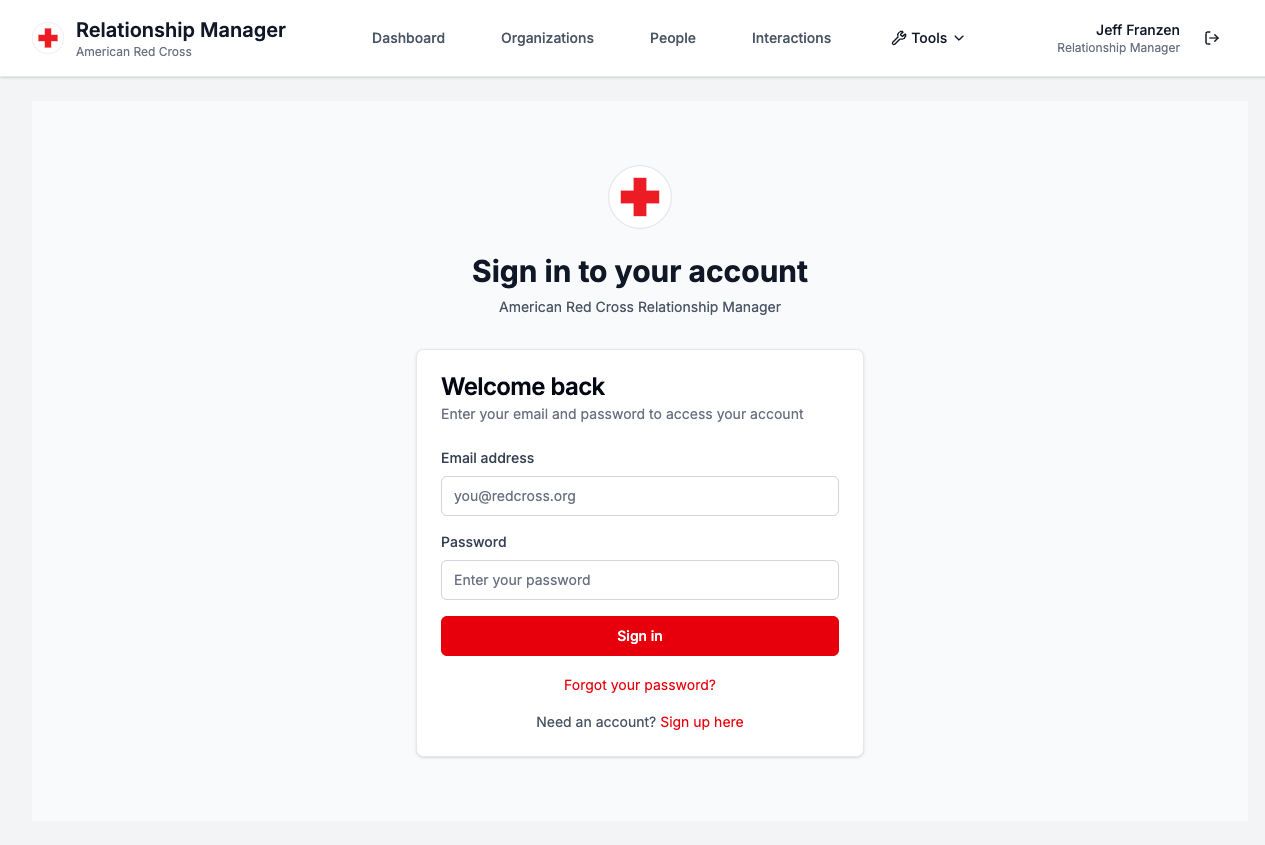 Relationship Manager
American Red Cross
Dashboard
Organizations
People
Interactions
Tools
Jeff Franzen
Relationship Manager
Sign in to your account
American Red Cross Relationship Manager
Welcome back
Enter your email and password to access your account
Email address
you@redcross.org
Password
Enter your password
Sign in
Forgot your password?
Need an account? Sign up here